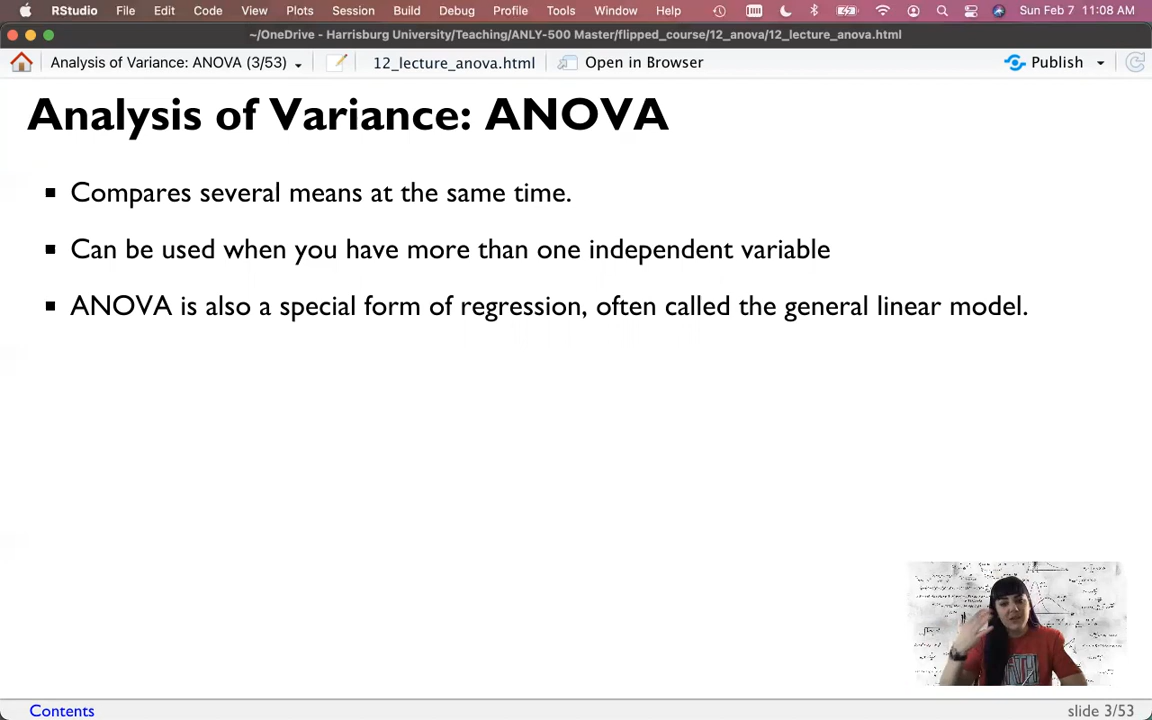 RStudio File Edit Code View Plots Session Build Debug Profile Tools Window Help Sun Feb 7 11:08 AM
~/OneDrive - Harrisburg University/Teaching/ANLY-500 Master/flipped_course/12_anova/12_lecture_anova.html
Analysis of Variance: ANOVA (3/53) 12_lecture_anova.html Open in Browser Publish
Analysis of Variance: ANOVA
Compares several means at the same time.
Can be used when you have more than one independent variable
ANOVA is also a special form of regression, often called the general linear model.
Contents slide 3/53